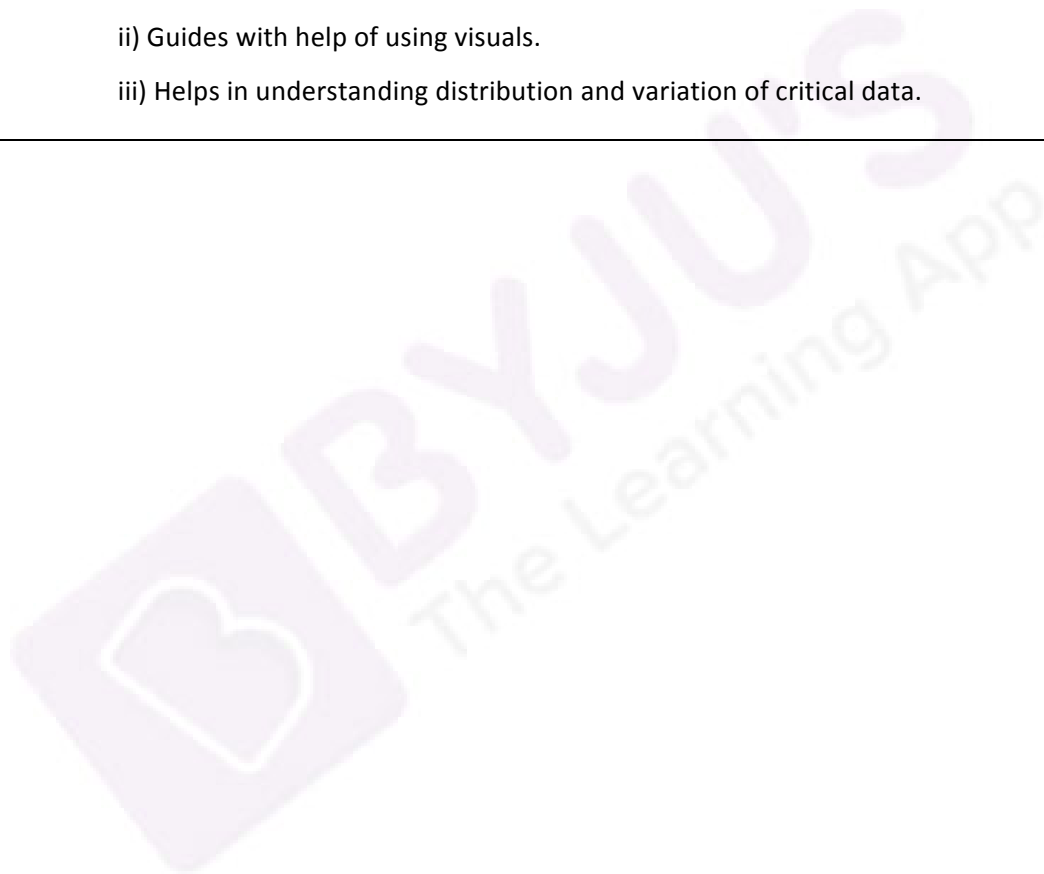 ii) Guides with help of using visuals.
iii) Helps in understanding distribution and variation of critical data.
BYJU'S
The Learning App